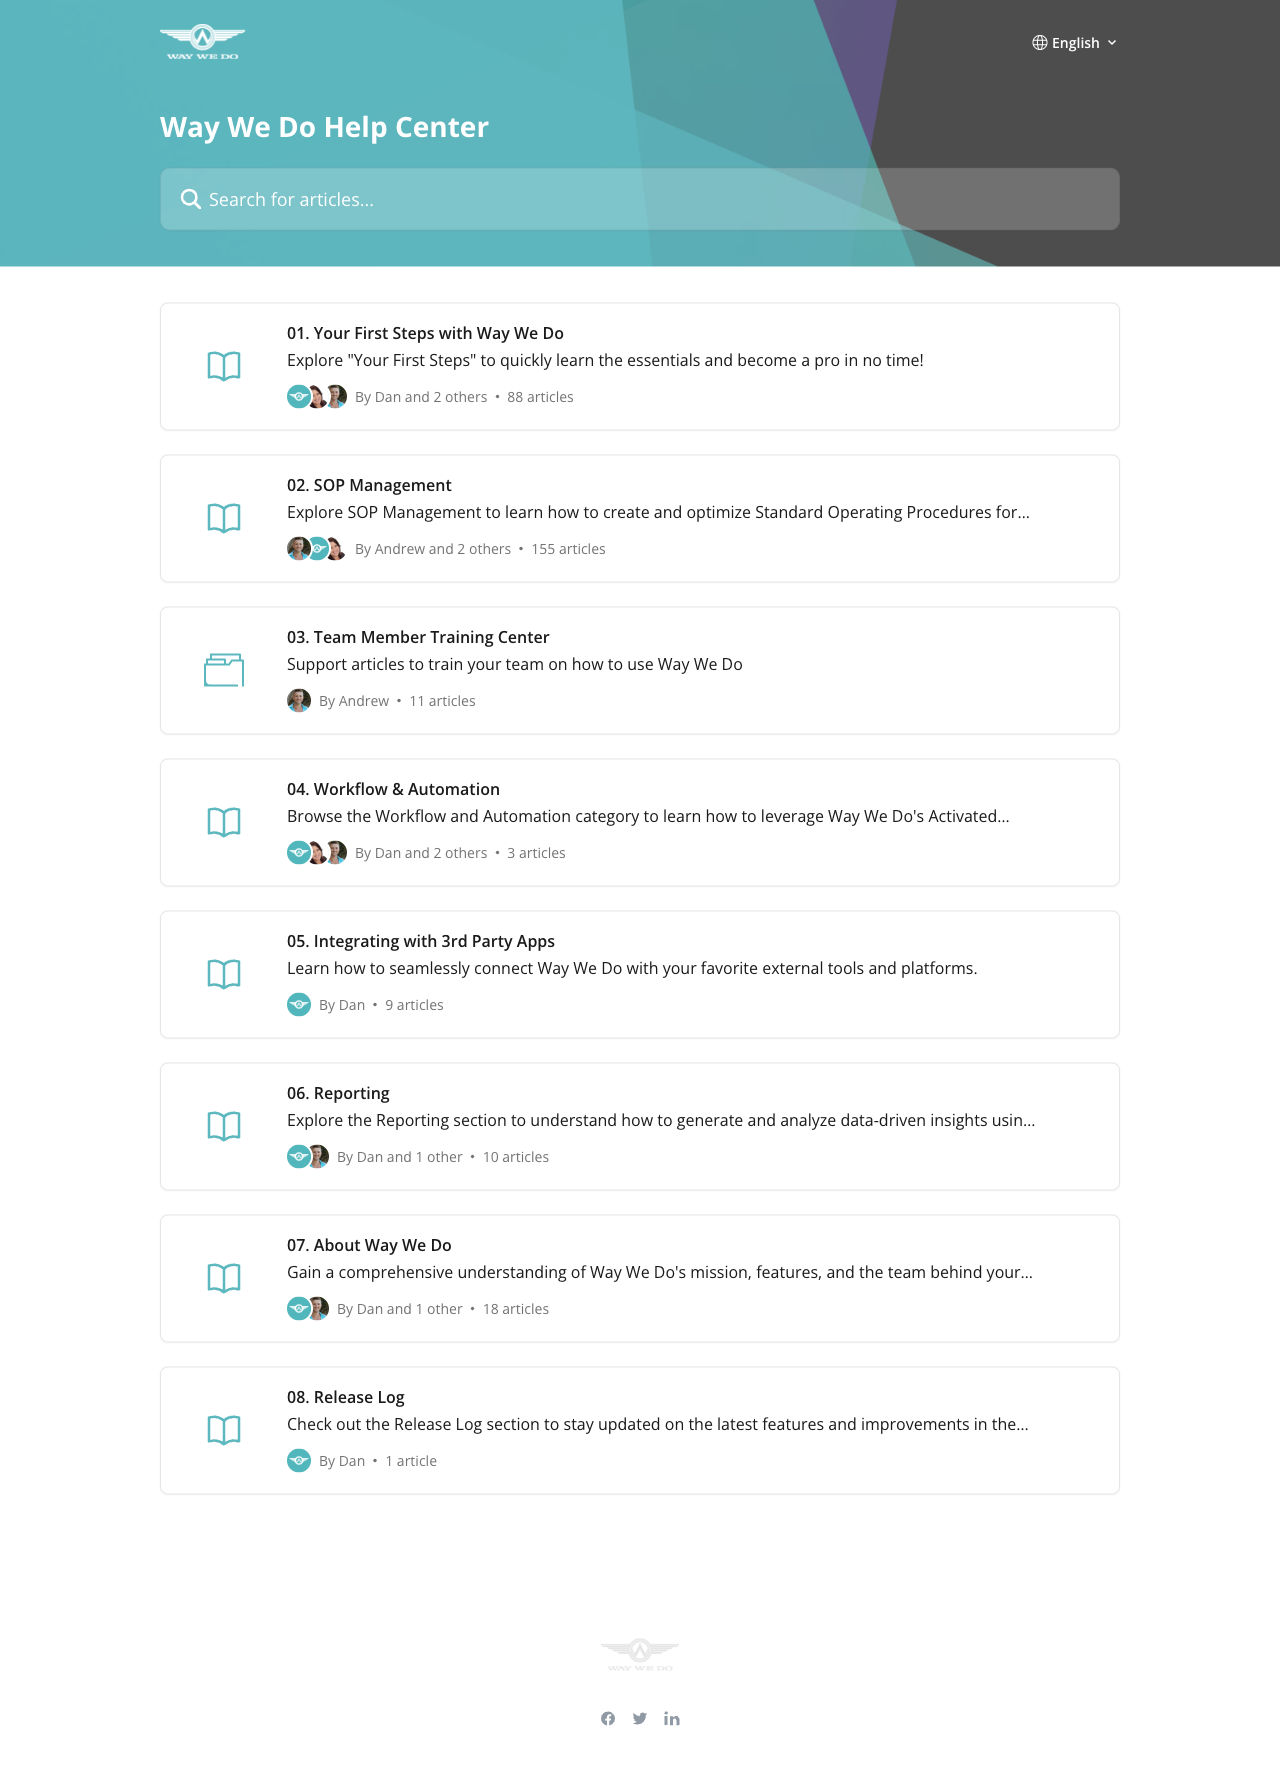 WAY WE DO
English
Way We Do Help Center
Search for articles...
01. Your First Steps with Way We Do
Explore "Your First Steps" to quickly learn the essentials and become a pro in no time!
By Dan and 2 others • 88 articles
02. SOP Management
Explore SOP Management to learn how to create and optimize Standard Operating Procedures for...
By Andrew and 2 others • 155 articles
03. Team Member Training Center
Support articles to train your team on how to use Way We Do
By Andrew • 11 articles
04. Workflow & Automation
Browse the Workflow and Automation category to learn how to leverage Way We Do's Activated...
By Dan and 2 others • 3 articles
05. Integrating with 3rd Party Apps
Learn how to seamlessly connect Way We Do with your favorite external tools and platforms.
By Dan • 9 articles
06. Reporting
Explore the Reporting section to understand how to generate and analyze data-driven insights usin...
By Dan and 1 other • 10 articles
07. About Way We Do
Gain a comprehensive understanding of Way We Do's mission, features, and the team behind your...
By Dan and 1 other • 18 articles
08. Release Log
Check out the Release Log section to stay updated on the latest features and improvements in the...
By Dan • 1 article
WAY WE DO